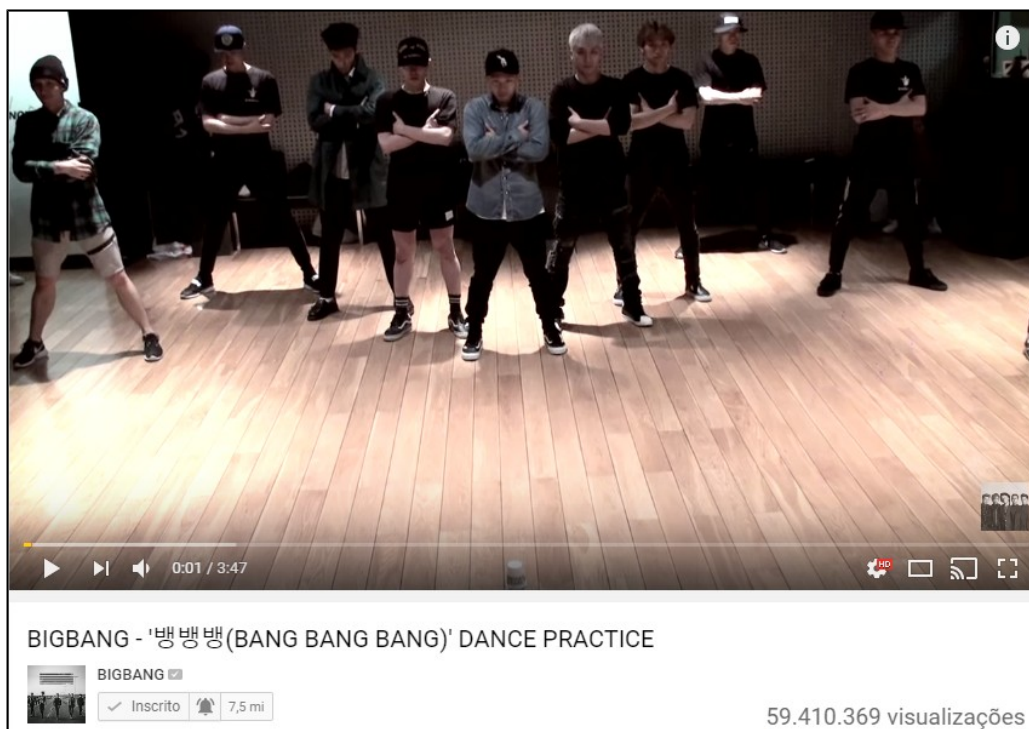 HD
0:01 / 3:47
BIGBANG - '뱅뱅뱅(BANG BANG BANG)' DANCE PRACTICE
BIGBANG
Inscrito 7,5 mi
59.410.369 visualizações